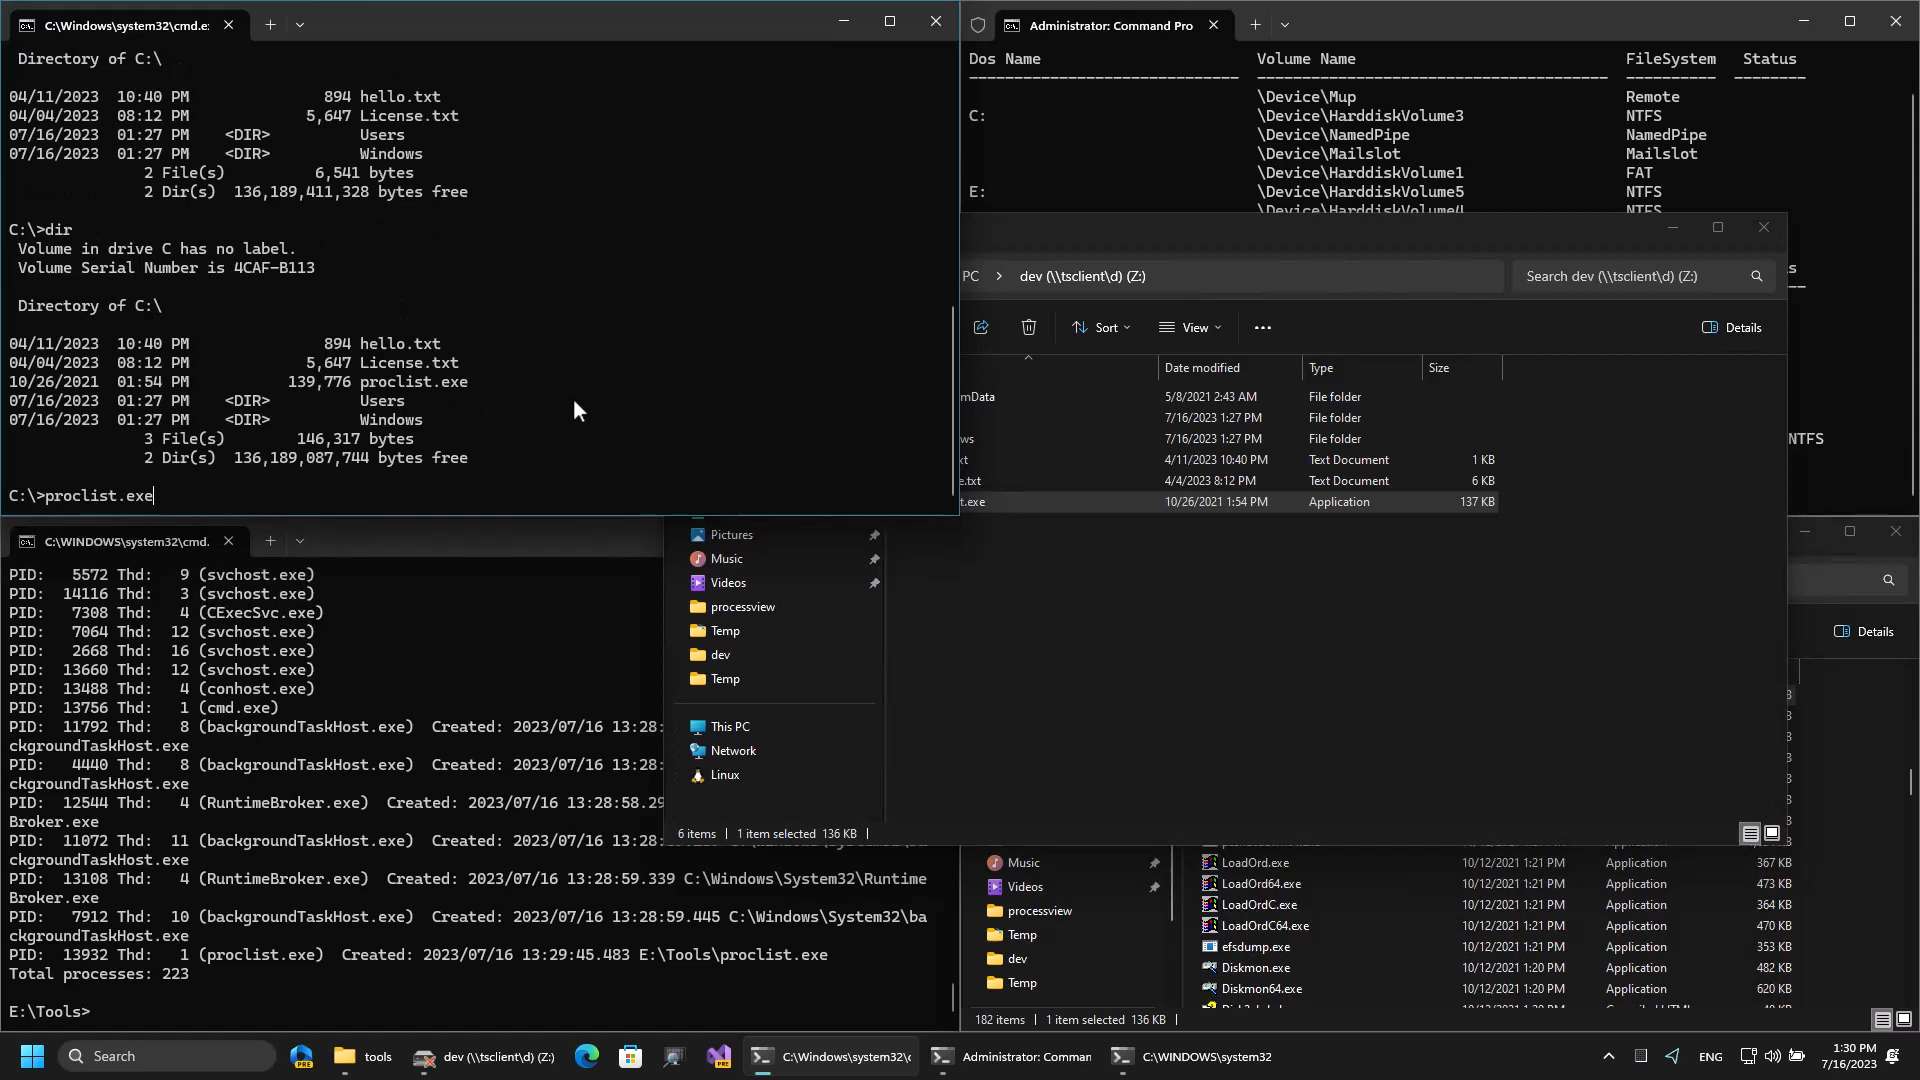 C:\Windows\system32\cmd.e:
Directory of C:\
04/11/2023 10:40 PM 894 hello.txt
04/04/2023 08:12 PM 5,647 License.txt
07/16/2023 01:27 PM <DIR> Users
07/16/2023 01:27 PM <DIR> Windows
2 File(s) 6,541 bytes
2 Dir(s) 136,189,411,328 bytes free
C:\>dir
Volume in drive C has no label.
Volume Serial Number is 4CAF-B113
Directory of C:\
04/11/2023 10:40 PM 894 hello.txt
04/04/2023 08:12 PM 5,647 License.txt
10/26/2021 01:54 PM 139,776 proclist.exe
07/16/2023 01:27 PM <DIR> Users
07/16/2023 01:27 PM <DIR> Windows
3 File(s) 146,317 bytes
2 Dir(s) 136,189,087,744 bytes free
C:\>proclist.exe
Administrator: Command Pro
Dos Name Volume Name FileSystem Status
\Device\Mup Remote
C: \Device\HarddiskVolume3 NTFS
\Device\NamedPipe NamedPipe
\Device\Mailslot Mailslot
\Device\HarddiskVolume1 FAT
E: \Device\HarddiskVolume5 NTFS
\Device\HarddiskVolume4 NTFS
s
NTFS
PC > dev (\\tsclient\d) (Z:)
Search dev (\\tsclient\d) (Z:)
Sort View ... Details
Date modified Type Size
mData 5/8/2021 2:43 AM File folder
7/16/2023 1:27 PM File folder
ws 7/16/2023 1:27 PM File folder
xt 4/11/2023 10:40 PM Text Document 1 KB
e.txt 4/4/2023 8:12 PM Text Document 6 KB
t.exe 10/26/2021 1:54 PM Application 137 KB
Pictures
Music
Videos
processview
Temp
dev
Temp
This PC
Network
Linux
6 items 1 item selected 136 KB
C:\WINDOWS\system32\cmd.
PID: 5572 Thd: 9 (svchost.exe)
PID: 14116 Thd: 3 (svchost.exe)
PID: 7308 Thd: 4 (CExecSvc.exe)
PID: 7064 Thd: 12 (svchost.exe)
PID: 2668 Thd: 16 (svchost.exe)
PID: 13660 Thd: 12 (svchost.exe)
PID: 13488 Thd: 4 (conhost.exe)
PID: 13756 Thd: 1 (cmd.exe)
PID: 11792 Thd: 8 (backgroundTaskHost.exe) Created: 2023/07/16 13:28:
ckgroundTaskHost.exe
PID: 4440 Thd: 8 (backgroundTaskHost.exe) Created: 2023/07/16 13:28:
ckgroundTaskHost.exe
PID: 12544 Thd: 4 (RuntimeBroker.exe) Created: 2023/07/16 13:28:58.29
Broker.exe
PID: 11072 Thd: 11 (backgroundTaskHost.exe) Created: 2023/07/16 13:28:
ckgroundTaskHost.exe
PID: 13108 Thd: 4 (RuntimeBroker.exe) Created: 2023/07/16 13:28:59.339 C:\Windows\System32\Runtime
Broker.exe
PID: 7912 Thd: 10 (backgroundTaskHost.exe) Created: 2023/07/16 13:28:59.445 C:\Windows\System32\ba
ckgroundTaskHost.exe
PID: 13932 Thd: 1 (proclist.exe) Created: 2023/07/16 13:29:45.483 E:\Tools\proclist.exe
Total processes: 223
E:\Tools>
Details
Music
Videos
processview
Temp
dev
Temp
LoadOrd.exe 10/12/2021 1:21 PM Application 367 KB
LoadOrd64.exe 10/12/2021 1:21 PM Application 473 KB
LoadOrdC.exe 10/12/2021 1:21 PM Application 364 KB
LoadOrdC64.exe 10/12/2021 1:21 PM Application 470 KB
efsdump.exe 10/12/2021 1:21 PM Application 353 KB
Diskmon.exe 10/12/2021 1:20 PM Application 482 KB
Diskmon64.exe 10/12/2021 1:20 PM Application 620 KB
182 items 1 item selected 136 KB
Search
PRE
tools
dev (\\tsclient\d) (Z:)
PRE
C:\Windows\system32\c
Administrator: Comman
C:\WINDOWS\system32
ENG
1:30 PM
7/16/2023